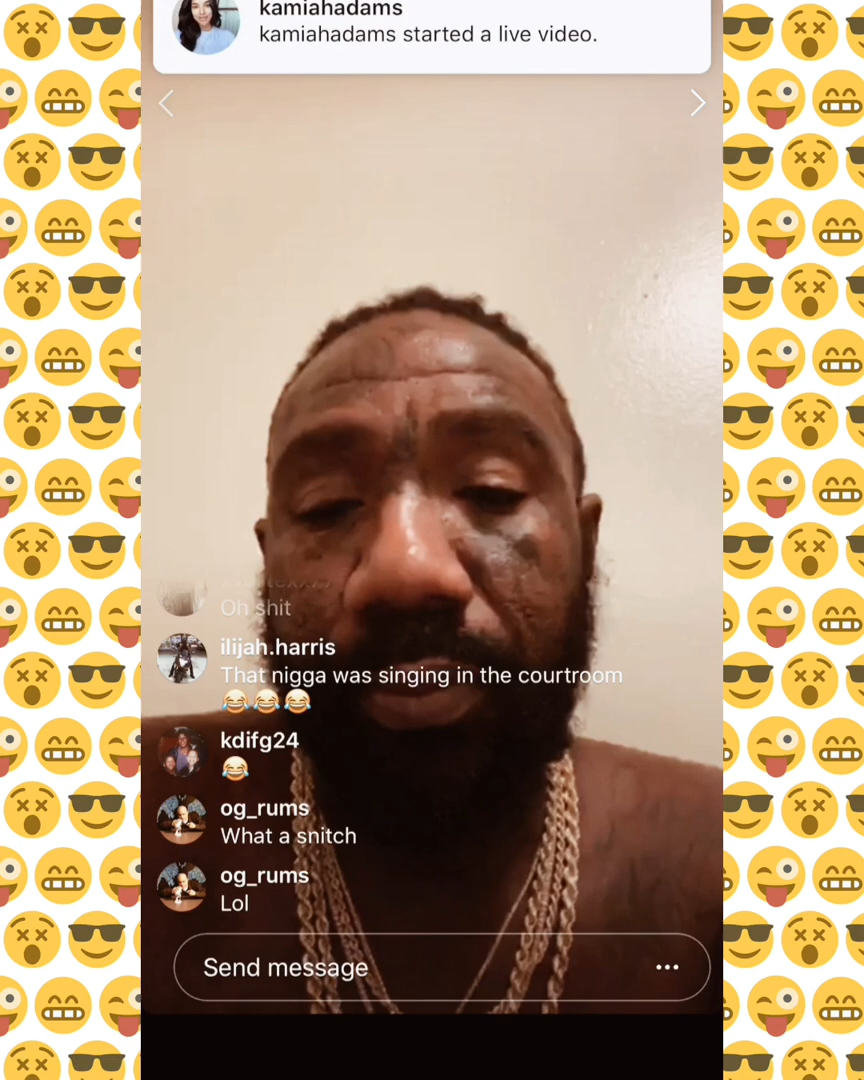 kamiahadams
kamiahadams started a live video.
Oh shit
ilijah.harris
That nigga was singing in the courtroom
😂😂😂
kdifg24
😂
og_rums
What a snitch
og_rums
Lol
Send message